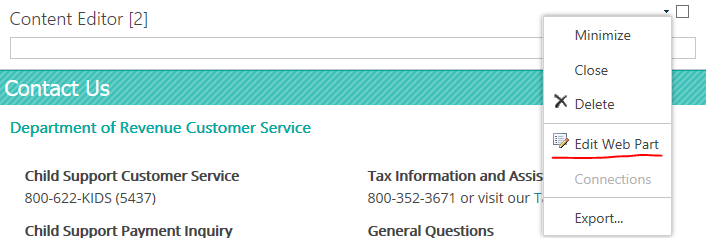 Content Editor [2]
Minimize
Close
Delete
Edit Web Part
Connections
Export...
Contact Us
Department of Revenue Customer Service
Child Support Customer Service
800-622-KIDS (5437)
Child Support Payment Inquiry
Tax Information and Assis
800-352-3671 or visit our Ta
General Questions